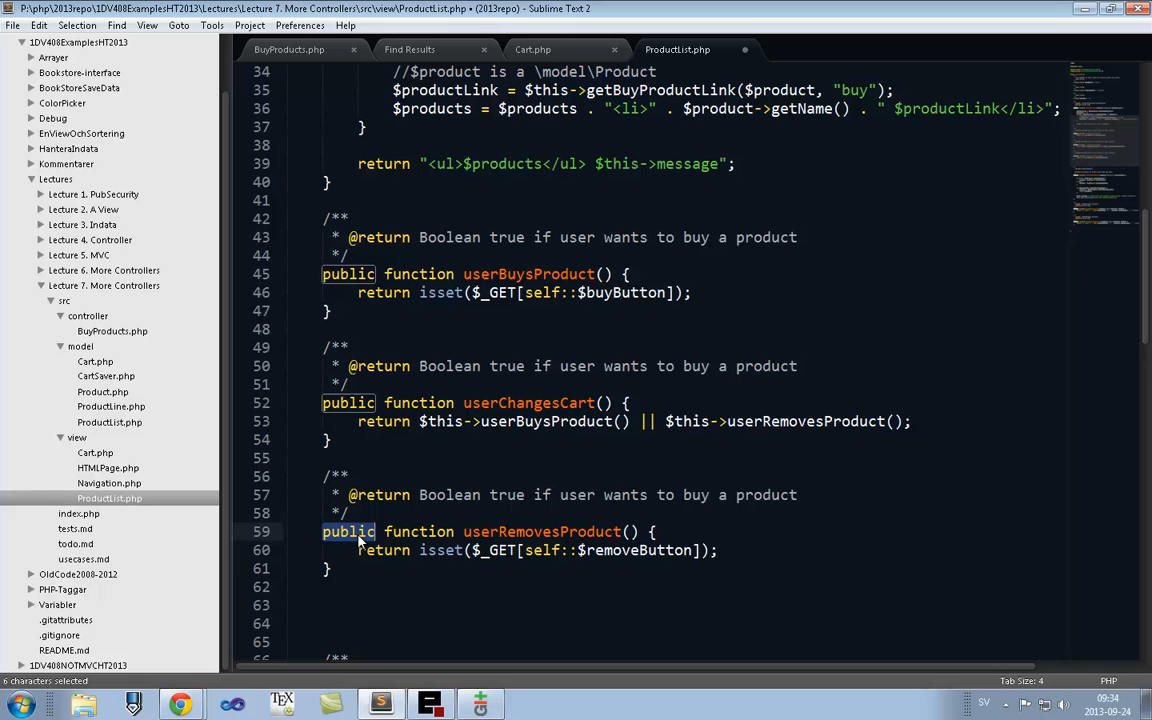 P:\php\2013repo\1DV408ExamplesHT2013\Lectures\Lecture 7. More Controllers\src\view\ProductList.php • (2013repo) - Sublime Text 2
File Edit Selection Find View Goto Tools Project Preferences Help
BuyProducts.php Find Results Cart.php ProductList.php
1DV408ExamplesHT2013
Arrayer
Bookstore-interface
BookStoreSaveData
ColorPicker
Debug
EnViewOchSortering
HanteraIndata
Kommentarer
Lectures
Lecture 1. PubSecurity
Lecture 2. A View
Lecture 3. Indata
Lecture 4. Controller
Lecture 5. MVC
Lecture 6. More Controllers
Lecture 7. More Controllers
src
controller
BuyProducts.php
model
Cart.php
CartSaver.php
Product.php
ProductLine.php
ProductList.php
view
Cart.php
HTMLPage.php
Navigation.php
ProductList.php
index.php
tests.md
todo.md
usecases.md
OldCode2008-2012
PHP-Taggar
Variabler
.gitattributes
.gitignore
README.md
1DV408NOTMVCHT2013
34 //$product is a \model\Product
35 $productLink = $this->getBuyProductLink($product, "buy");
36 $products = $products . "<li>" . $product->getName() . " $productLink</li>";
37 }
38
39 return "<ul>$products</ul> $this->message";
40 }
41
42 /**
43 * @return Boolean true if user wants to buy a product
44 */
45 public function userBuysProduct() {
46 return isset($_GET[self::$buyButton]);
47 }
48
49 /**
50 * @return Boolean true if user wants to buy a product
51 */
52 public function userChangesCart() {
53 return $this->userBuysProduct() || $this->userRemovesProduct();
54 }
55
56 /**
57 * @return Boolean true if user wants to buy a product
58 */
59 public function userRemovesProduct() {
60 return isset($_GET[self::$removeButton]);
61 }
62
63
64
65
66 /**
6 characters selected Tab Size: 4 PHP
SV 09:34
2013-09-24